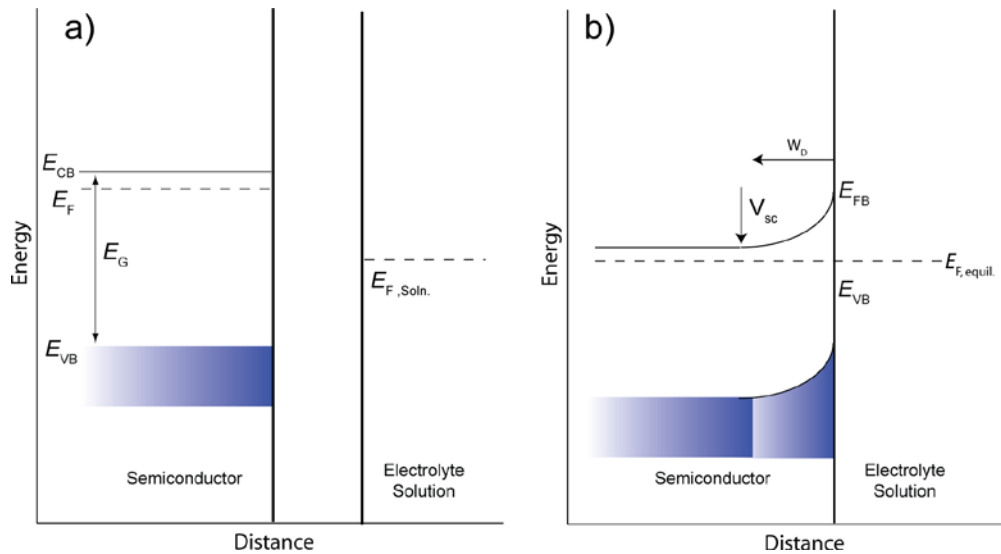 a)
E_CB
E_F
E_G
E_VB
E_F ,Soln.
Energy
Semiconductor
Electrolyte
Solution
Distance
b)
W_D
E_FB
V_sc
E_F, equil.
E_VB
Energy
Semiconductor
Electrolyte
Solution
Distance